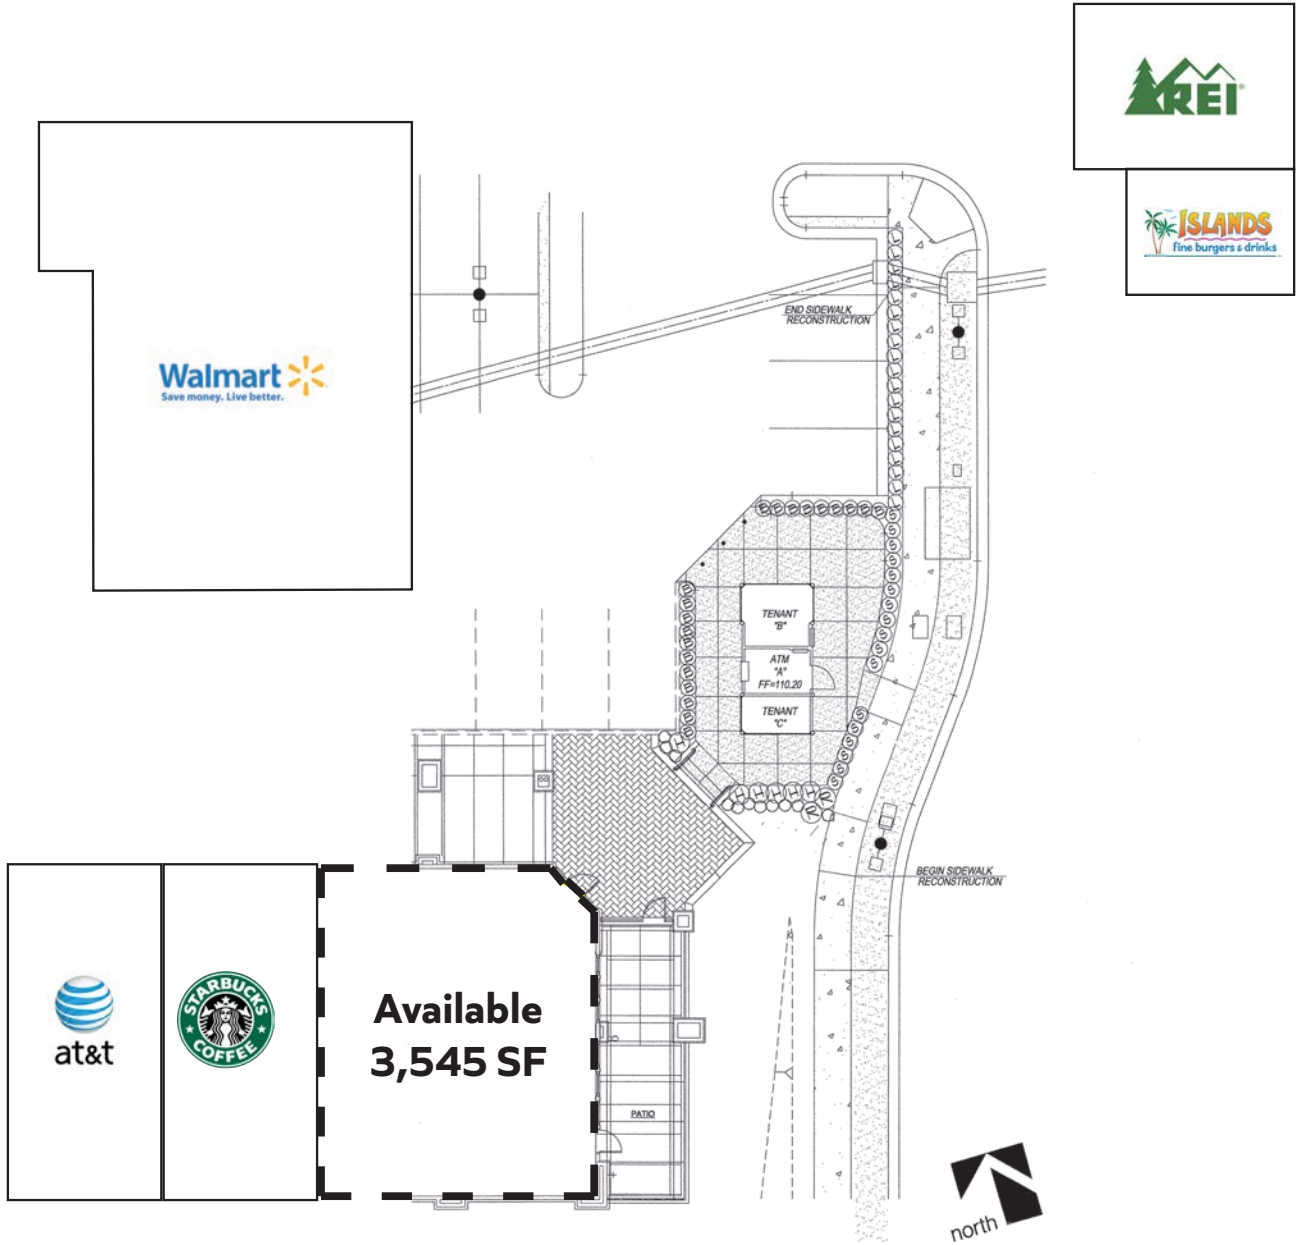 REI
ISLANDS
fine burgers & drinks
END SIDEWALK
RECONSTRUCTION
Walmart
Save money. Live better.
TENANT
"B"
ATM
"A"
FF=110.20
TENANT
"C"
BEGIN SIDEWALK
RECONSTRUCTION
at&t
STARBUCKS
COFFEE
Available
3,545 SF
PATIO
north